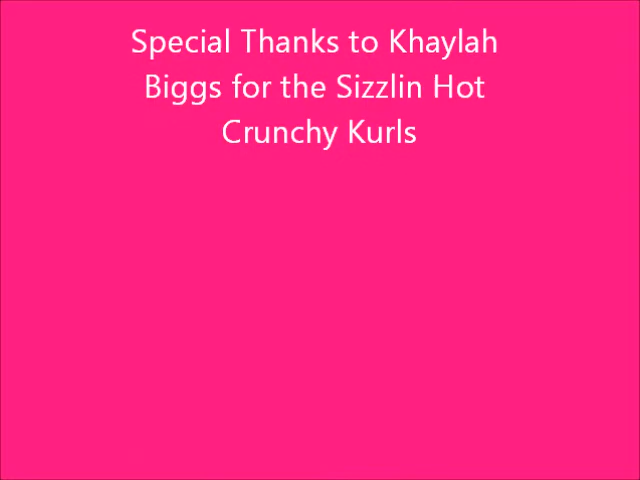 Special Thanks to Khaylah
Biggs for the Sizzlin Hot
Crunchy Kurls